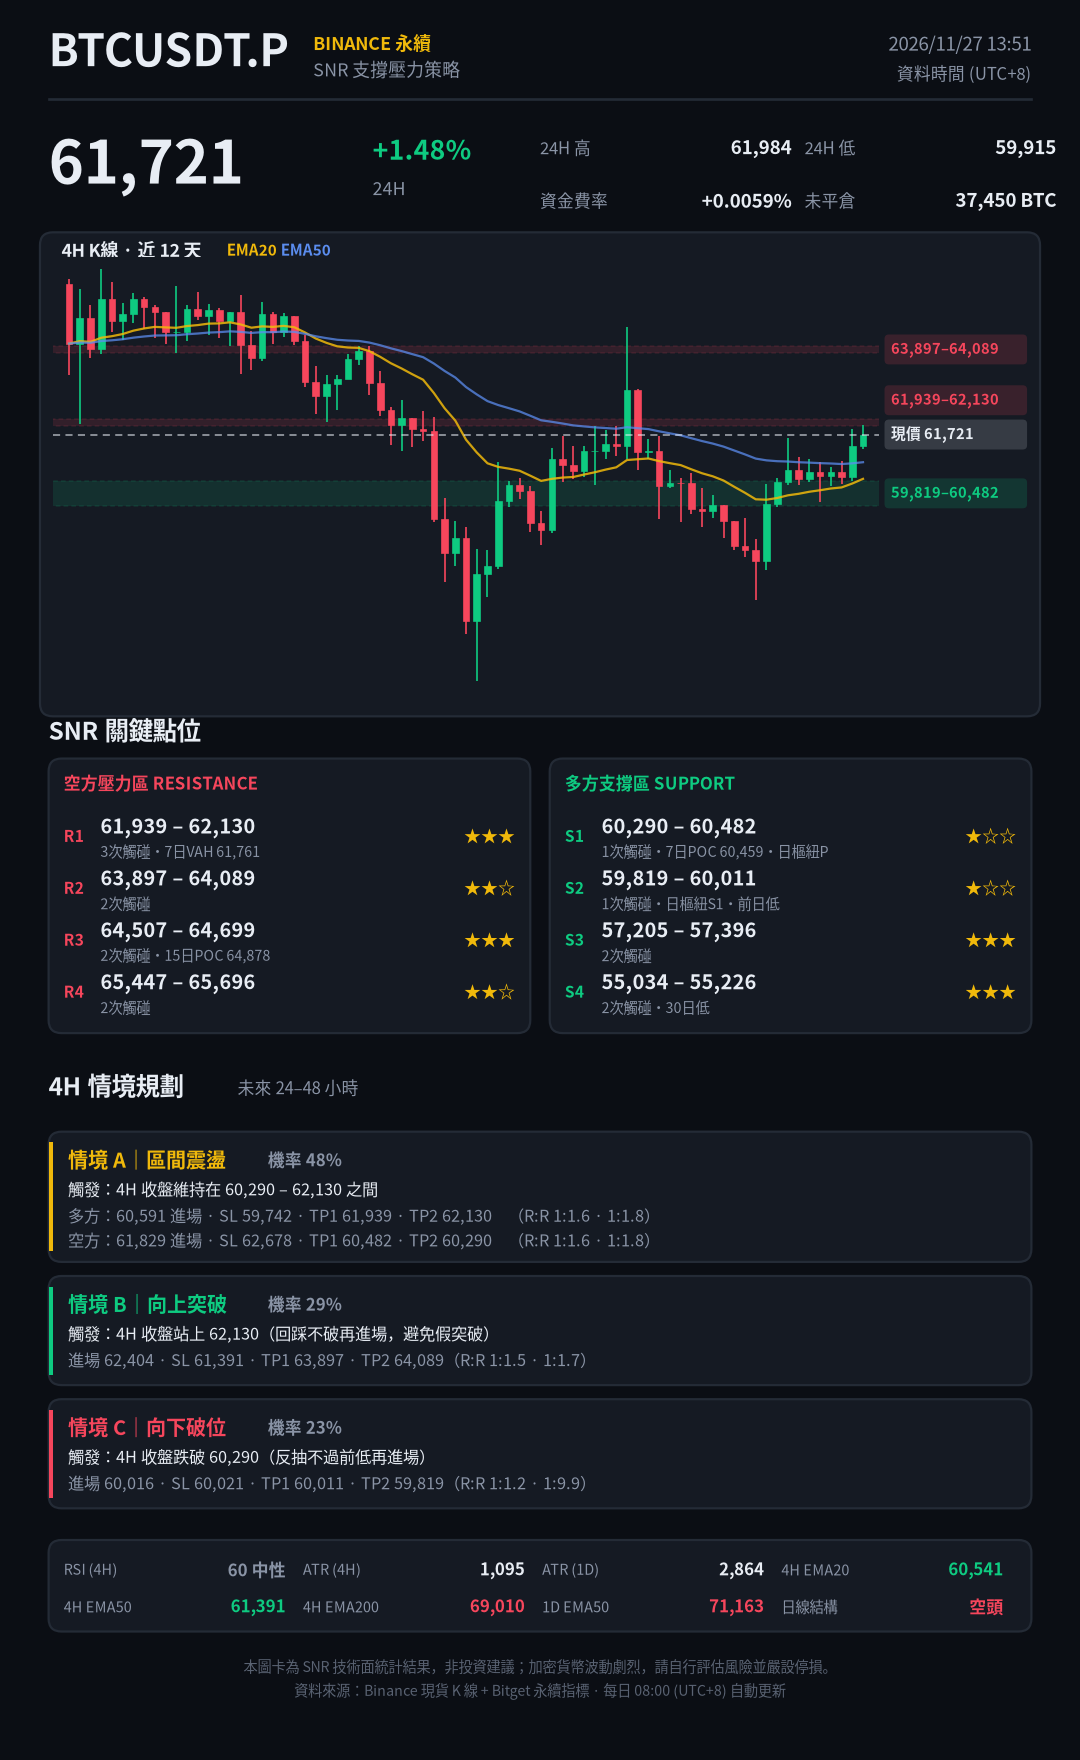 BTCUSDT.P
BINANCE 永續
SNR 支撐壓力策略
2026/11/27 13:51
資料時間 (UTC+8)
61,721
+1.48%
24H
24H 高 61,984 24H 低 59,915
資金費率 +0.0059% 未平倉 37,450 BTC
4H K線 · 近 12 天 EMA20 EMA50
63,897–64,089
61,939–62,130
現價 61,721
59,819–60,482
SNR 關鍵點位
空方壓力區 RESISTANCE
R1 61,939 – 62,130 ★★★
3次觸碰・7日VAH 61,761
R2 63,897 – 64,089 ★★☆
2次觸碰
R3 64,507 – 64,699 ★★★
2次觸碰・15日POC 64,878
R4 65,447 – 65,696 ★★☆
2次觸碰
多方支撐區 SUPPORT
S1 60,290 – 60,482 ★☆☆
1次觸碰・7日POC 60,459・日樞紐P
S2 59,819 – 60,011 ★☆☆
1次觸碰・日樞紐S1・前日低
S3 57,205 – 57,396 ★★★
2次觸碰
S4 55,034 – 55,226 ★★★
2次觸碰・30日低
4H 情境規劃 未來 24–48 小時
情境 A｜區間震盪 機率 48%
觸發：4H 收盤維持在 60,290 – 62,130 之間
多方：60,591 進場 · SL 59,742 · TP1 61,939 · TP2 62,130 （R:R 1:1.6 · 1:1.8）
空方：61,829 進場 · SL 62,678 · TP1 60,482 · TP2 60,290 （R:R 1:1.6 · 1:1.8）
情境 B｜向上突破 機率 29%
觸發：4H 收盤站上 62,130（回踩不破再進場，避免假突破）
進場 62,404 · SL 61,391 · TP1 63,897 · TP2 64,089（R:R 1:1.5 · 1:1.7）
情境 C｜向下破位 機率 23%
觸發：4H 收盤跌破 60,290（反抽不過前低再進場）
進場 60,016 · SL 60,021 · TP1 60,011 · TP2 59,819（R:R 1:1.2 · 1:9.9）
RSI (4H) 60 中性 ATR (4H) 1,095 ATR (1D) 2,864 4H EMA20 60,541
4H EMA50 61,391 4H EMA200 69,010 1D EMA50 71,163 日線結構 空頭
本圖卡為 SNR 技術面統計結果，非投資建議；加密貨幣波動劇烈，請自行評估風險並嚴設停損。
資料來源：Binance 現貨 K 線 + Bitget 永續指標 · 每日 08:00 (UTC+8) 自動更新